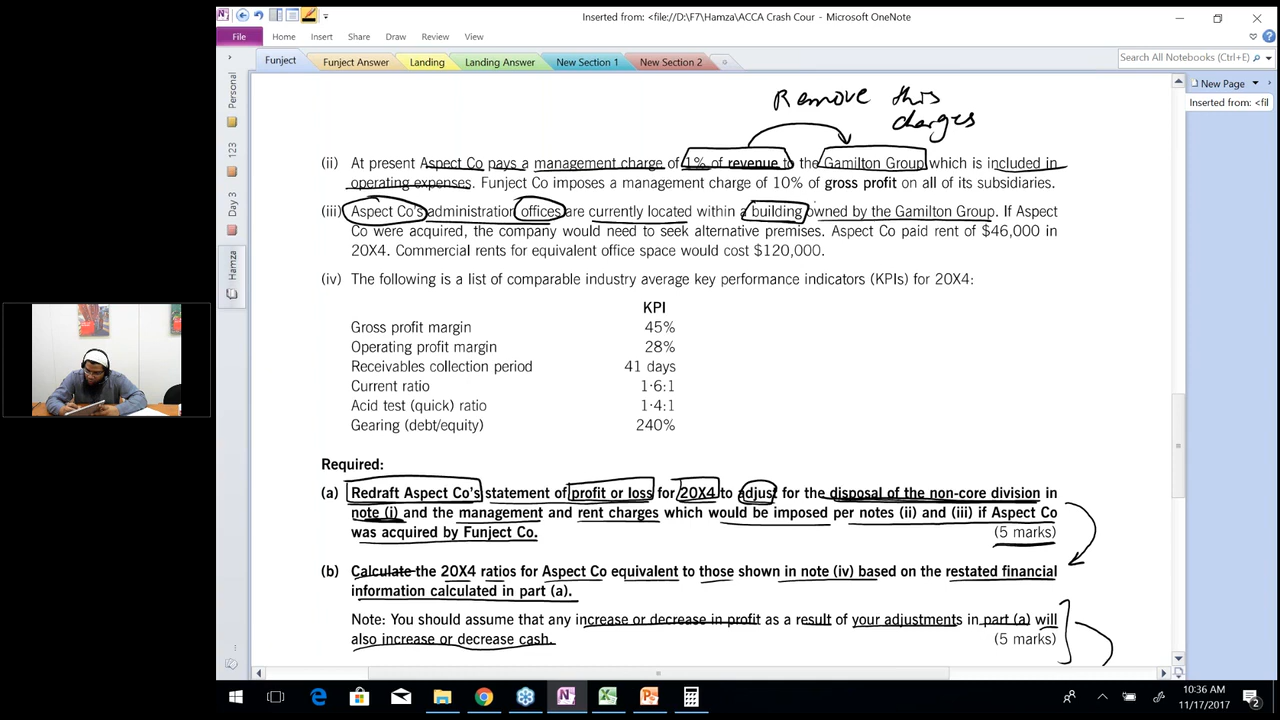 Inserted from: <file://D:\F7\Hamza\ACCA Crash Cour - Microsoft OneNote
File Home Insert Share Draw Review View
Funject Funject Answer Landing Landing Answer New Section 1 New Section 2
Search All Notebooks (Ctrl+E)
New Page
Inserted from: <fil
Personal
123
Day 3
Hamza
Remove this
charges
(ii) At present Aspect Co pays a management charge of 1% of revenue to the Gamilton Group which is included in
operating expenses. Funject Co imposes a management charge of 10% of gross profit on all of its subsidiaries.
(iii) Aspect Co's administration offices are currently located within a building owned by the Gamilton Group. If Aspect
Co were acquired, the company would need to seek alternative premises. Aspect Co paid rent of $46,000 in
20X4. Commercial rents for equivalent office space would cost $120,000.
(iv) The following is a list of comparable industry average key performance indicators (KPIs) for 20X4:
KPI
Gross profit margin 45%
Operating profit margin 28%
Receivables collection period 41 days
Current ratio 1·6:1
Acid test (quick) ratio 1·4:1
Gearing (debt/equity) 240%
Required:
(a) Redraft Aspect Co's statement of profit or loss for 20X4 to adjust for the disposal of the non-core division in
note (i) and the management and rent charges which would be imposed per notes (ii) and (iii) if Aspect Co
was acquired by Funject Co. (5 marks)
(b) Calculate the 20X4 ratios for Aspect Co equivalent to those shown in note (iv) based on the restated financial
information calculated in part (a).
Note: You should assume that any increase or decrease in profit as a result of your adjustments in part (a) will
also increase or decrease cash. (5 marks)
10:36 AM
11/17/2017
2